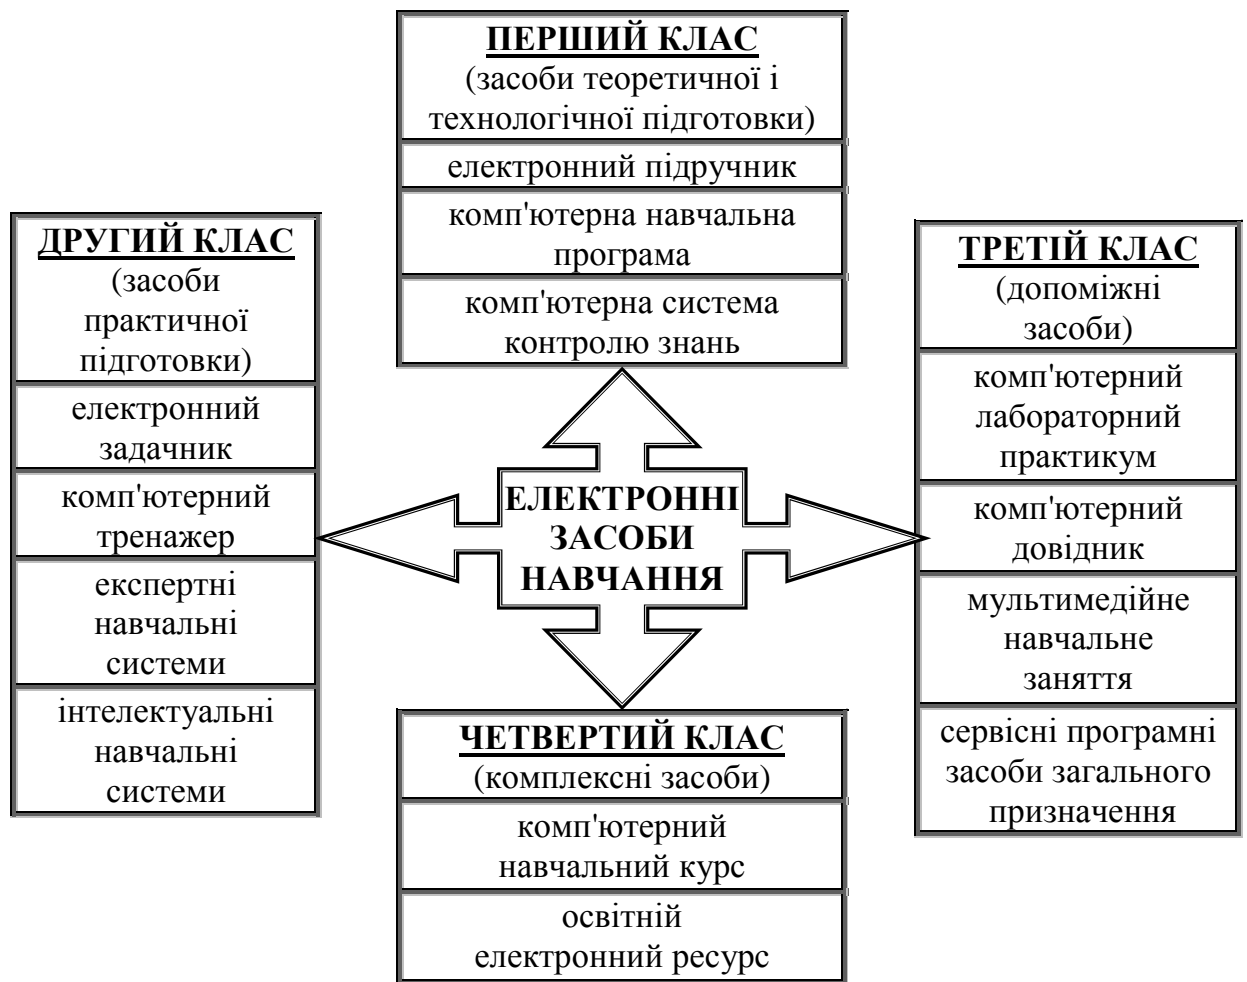 ПЕРШИЙ КЛАС
(засоби теоретичної і
технологічної підготовки)
електронний підручник
комп'ютерна навчальна
програма
комп'ютерна система
контролю знань
ДРУГИЙ КЛАС
(засоби
практичної
підготовки)
електронний
задачник
комп'ютерний
тренажер
експертні
навчальні
системи
інтелектуальні
навчальні
системи
ЕЛЕКТРОННІ
ЗАСОБИ
НАВЧАННЯ
ТРЕТІЙ КЛАС
(допоміжні
засоби)
комп'ютерний
лабораторний
практикум
комп'ютерний
довідник
мультимедійне
навчальне
заняття
сервісні програмні
засоби загального
призначення
ЧЕТВЕРТИЙ КЛАС
(комплексні засоби)
комп'ютерний
навчальний курс
освітній
електронний ресурс